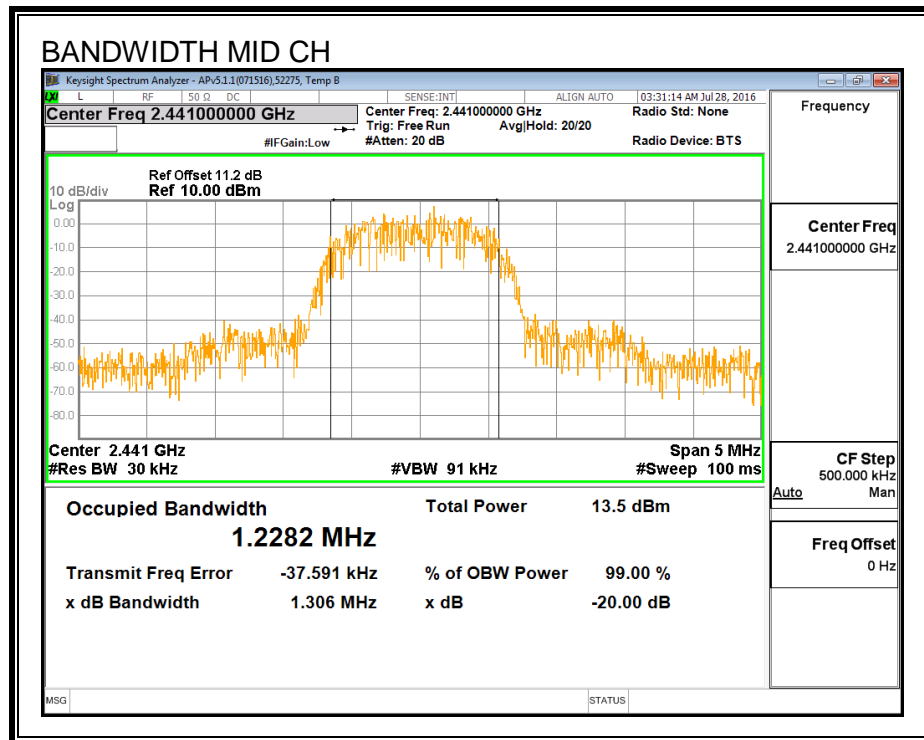 BANDWIDTH MID CH
Keysight Spectrum Analyzer - APv5.1.1(071516),52275, Temp B
LXI L RF 50 Ω DC SENSE:INT ALIGN AUTO 03:31:14 AM Jul 28, 2016
Center Freq 2.441000000 GHz
Center Freq: 2.441000000 GHz Radio Std: None
Trig: Free Run Avg|Hold: 20/20
#IFGain:Low #Atten: 20 dB Radio Device: BTS
Ref Offset 11.2 dB
10 dB/div Ref 10.00 dBm
Log
0.00
-10.0
-20.0
-30.0
-40.0
-50.0
-60.0
-70.0
-80.0
Center 2.441 GHz Span 5 MHz
#Res BW 30 kHz #VBW 91 kHz #Sweep 100 ms
Occupied Bandwidth Total Power 13.5 dBm
1.2282 MHz
Transmit Freq Error -37.591 kHz % of OBW Power 99.00 %
x dB Bandwidth 1.306 MHz x dB -20.00 dB
MSG STATUS
Frequency
Center Freq
2.441000000 GHz
CF Step
500.000 kHz
Auto Man
Freq Offset
0 Hz